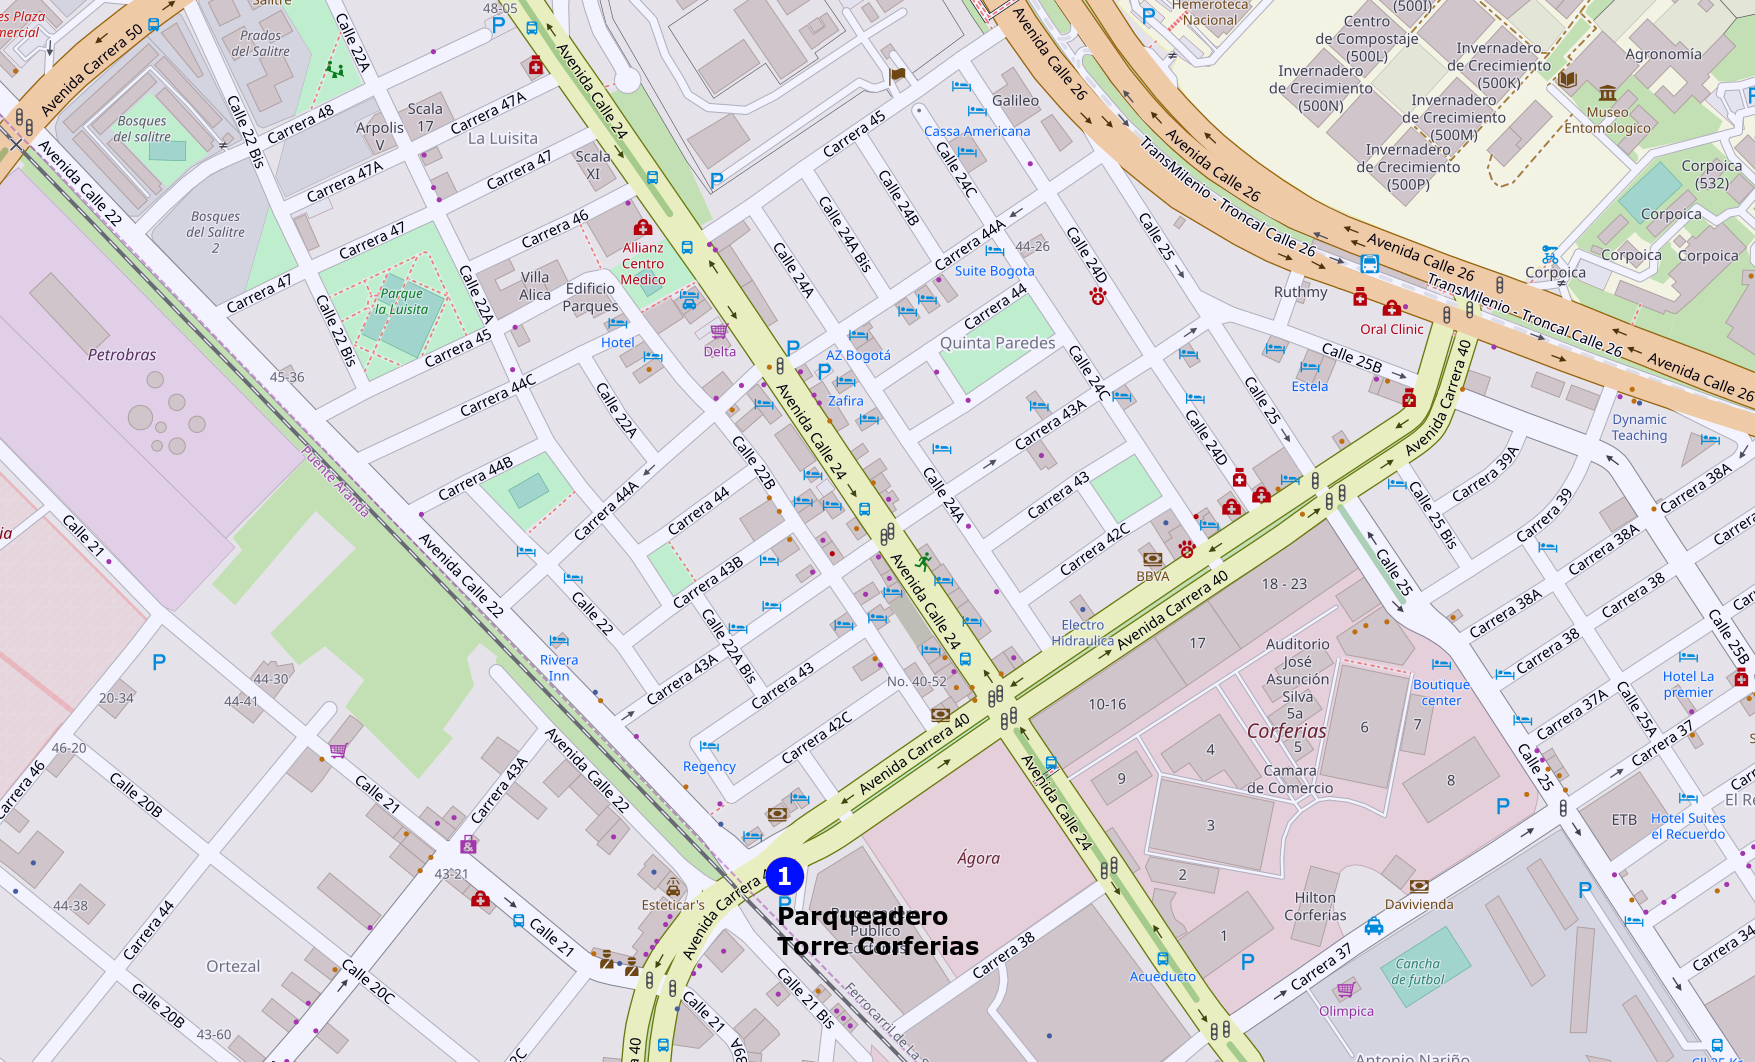 48-05
Salitre
Hemeroteca
Nacional
(500I)
Centro
de Compostaje
(500L)
Invernadero
de Crecimiento
(500K)
Agronomía
Invernadero
de Crecimiento
(500N)
Invernadero
de Crecimiento
(500M)
Invernadero
de Crecimiento
(500P)
Museo
Entomologico
Corpoica
(532)
Corpoica
Corpoica
Corpoica
Corpoica
Avenida Carrera 50
Prados
del Salitre
Calle 22A
Bosques
del salitre
Calle 22 Bis
Carrera 48
Scala
17
Arpolis
V
Carrera 47A
La Luisita
Carrera 47A
Carrera 47
Scala
XI
Avenida Calle 24
Avenida Calle 22
Bosques
del Salitre
2
Carrera 47
Carrera 46
Allianz
Centro
Medico
Carrera 47
Parque
la Luisita
Calle 22A
Villa
Alica
Edificio
Parques
Calle 22 Bis
Carrera 45
Hotel
Delta
45-36
Petrobras
Puente Aranda
Galileo
Cassa Americana
Carrera 45
Calle 24C
Calle 24B
Calle 24A Bis
Calle 24A
Carrera 44A
44-26
Suite Bogota
Calle 24D
Calle 25
Carrera 44
Quinta Paredes
AZ Bogotá
Zafira
Avenida Calle 26
Avenida Calle 26
TransMilenio - Troncal Calle 26
Avenida Calle 26
TransMilenio - Troncal Calle 26
Avenida Calle 26
Ruthmy
Oral Clinic
Calle 25B
Estela
Avenida Carrera 40
Dynamic
Teaching
Calle 24C
Carrera 43A
Calle 24D
Calle 25
Carrera 44C
Calle 22A
Carrera 44B
Carrera 44A
Carrera 44
Calle 22B
Avenida Calle 24
Calle 24A
Carrera 43
Carrera 42C
BBVA
Carrera 39A
Carrera 39
Calle 25 Bis
Carrera 38A
Carrera 38A
Carrera 38
Carrera 38A
Carrera 38
Calle 25
Calle 25B
Calle 21
Avenida Calle 22
Carrera 43B
Calle 22
Calle 22A Bis
Rivera
Inn
Carrera 43A
Carrera 43
Carrera 42C
Regency
Avenida Calle 24
No. 40-52
Electro
Hidraulica
Avenida Carrera 40
18 - 23
17
10-16
Auditorio
José
Asunción
Silva
5a
Corferias
4
5
6
7
8
9
3
2
1
Camara
de Comercio
Boutique
center
Hotel La
premier
Carrera 37A
Calle 25A
Carrera 37
Calle 25
ETB
Hotel Suites
el Recuerdo
Davivienda
Hilton
Corferias
Carrera 37
Carrera 34
Cancha
de futbol
Olimpica
Acueducto
20-34
44-30
44-41
46-20
Carrera 46
Calle 20B
Calle 21
Carrera 43A
Avenida Calle 22
Avenida Carrera 40
Avenida Calle 24
Ágora
43-21
Esteticar's
44-38
Carrera 44
Calle 21
Ortezal
Calle 20C
Calle 20B
43-60
Avenida Carrera 4
1
Parqueadero
Torre Corferias
Carrera 38
Calle 21 Bis
Calle 21
Antonio Nariño